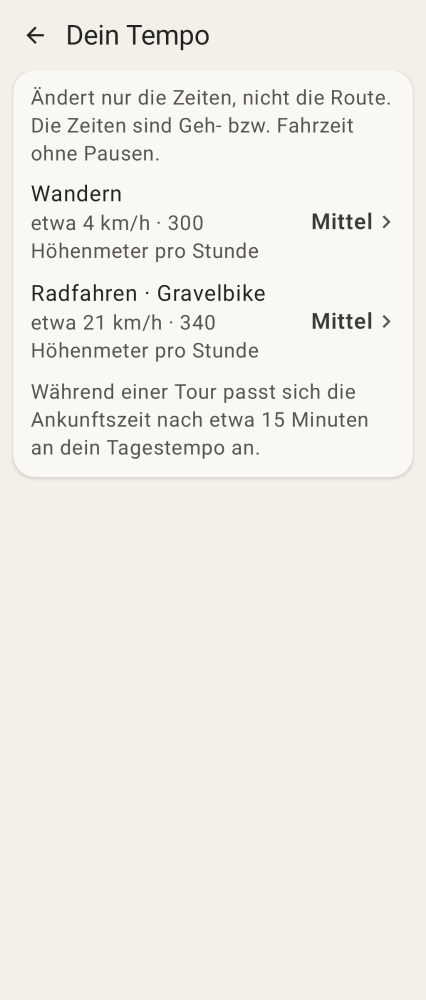 Dein Tempo
Ändert nur die Zeiten, nicht die Route.
Die Zeiten sind Geh- bzw. Fahrzeit
ohne Pausen.
Wandern
etwa 4 km/h · 300
Höhenmeter pro Stunde
Mittel
Radfahren · Gravelbike
etwa 21 km/h · 340
Höhenmeter pro Stunde
Mittel
Während einer Tour passt sich die
Ankunftszeit nach etwa 15 Minuten
an dein Tagestempo an.